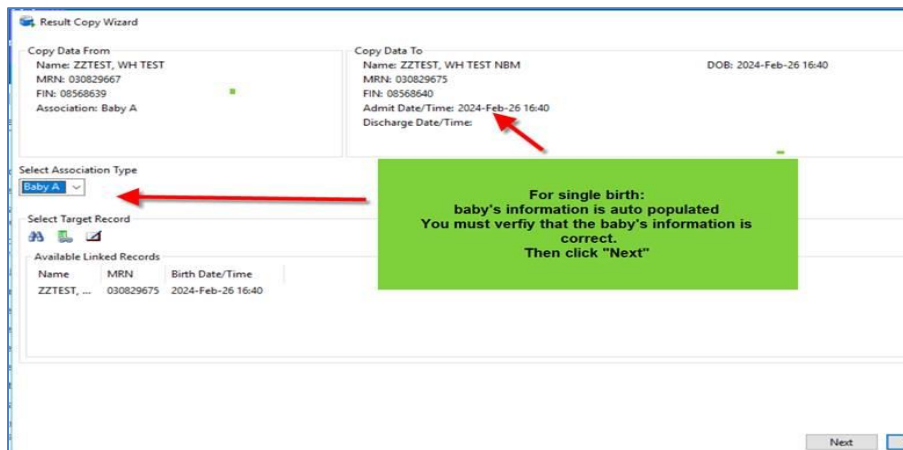 Result Copy Wizard
Copy Data From
Name: ZZTEST, WH TEST
MRN: 030829667
FIN: 08568639
Association: Baby A
Copy Data To
Name: ZZTEST, WH TEST NBM
DOB: 2024-Feb-26 16:40
MRN: 030829675
FIN: 08568640
Admit Date/Time: 2024-Feb-26 16:40
Discharge Date/Time:
Select Association Type
Baby A
For single birth:
baby's information is auto populated
You must verfiy that the baby's information is
correct.
Then click "Next"
Select Target Record
Available Linked Records
Name MRN Birth Date/Time
ZZTEST, ... 030829675 2024-Feb-26 16:40
Next